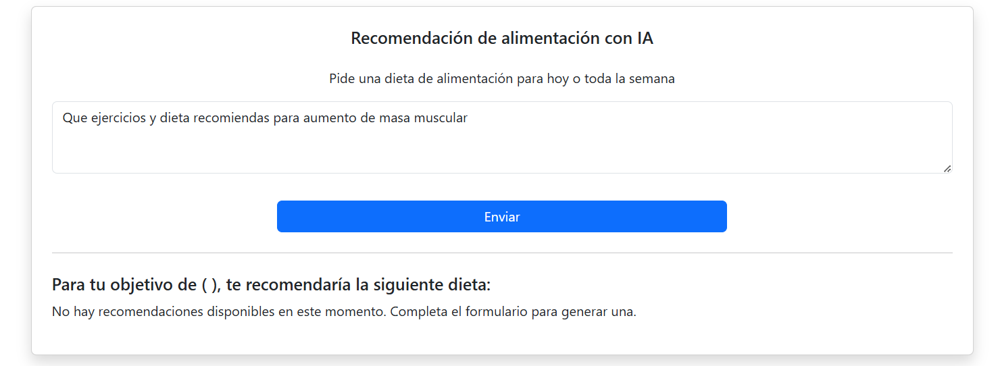 Recomendación de alimentación con IA
Pide una dieta de alimentación para hoy o toda la semana
Que ejercicios y dieta recomiendas para aumento de masa muscular
Enviar
Para tu objetivo de ( ), te recomendaría la siguiente dieta:
No hay recomendaciones disponibles en este momento. Completa el formulario para generar una.